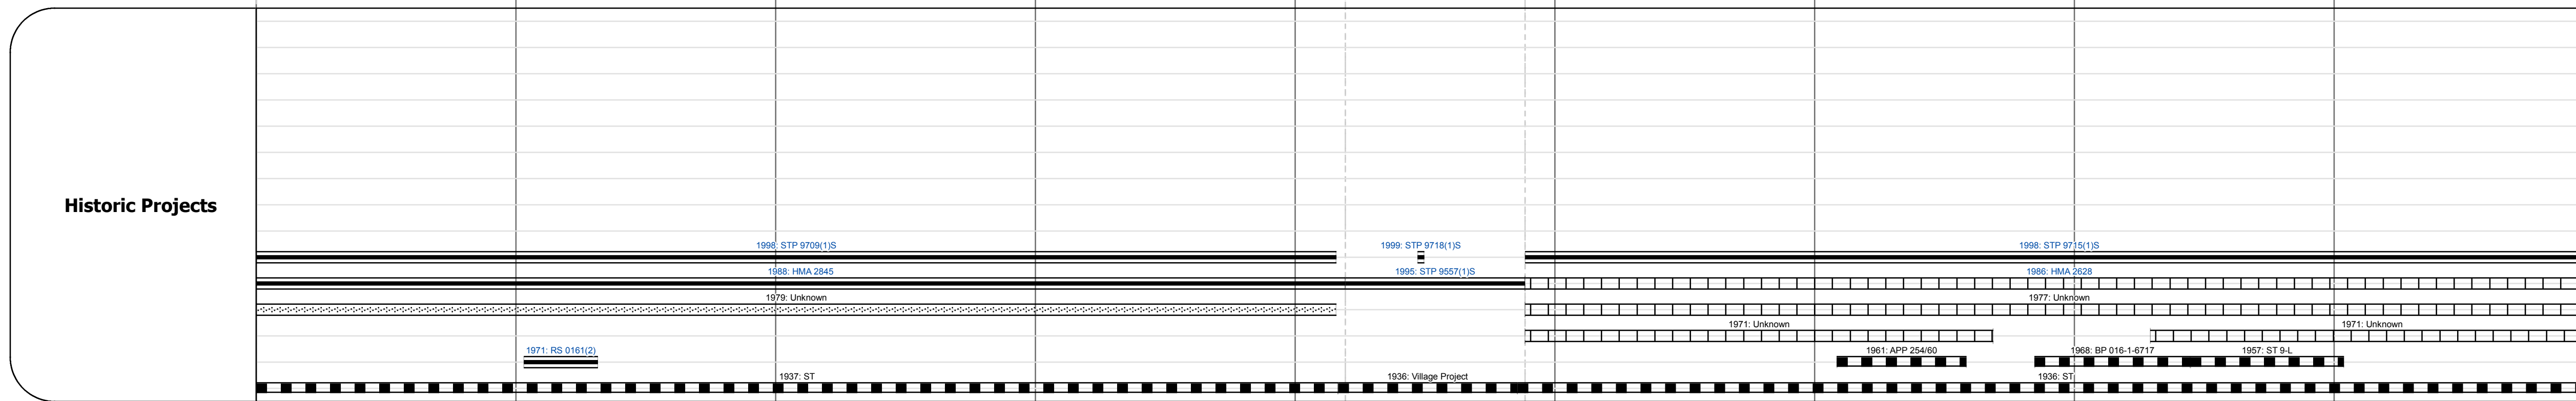 Historic Projects
1998: STP 9709(1)S
1999: STP 9718(1)S
1998: STP 9715(1)S
1988: HMA 2845
1995: STP 9557(1)S
1986: HMA 2628
1979: Unknown
1977: Unknown
1971: Unknown
1971: Unknown
1971: RS 0161(2)
1961: APP 254/60
1968: BP 016-1-6717
1957: ST 9-L
1937: ST
1936: Village Project
1936: ST